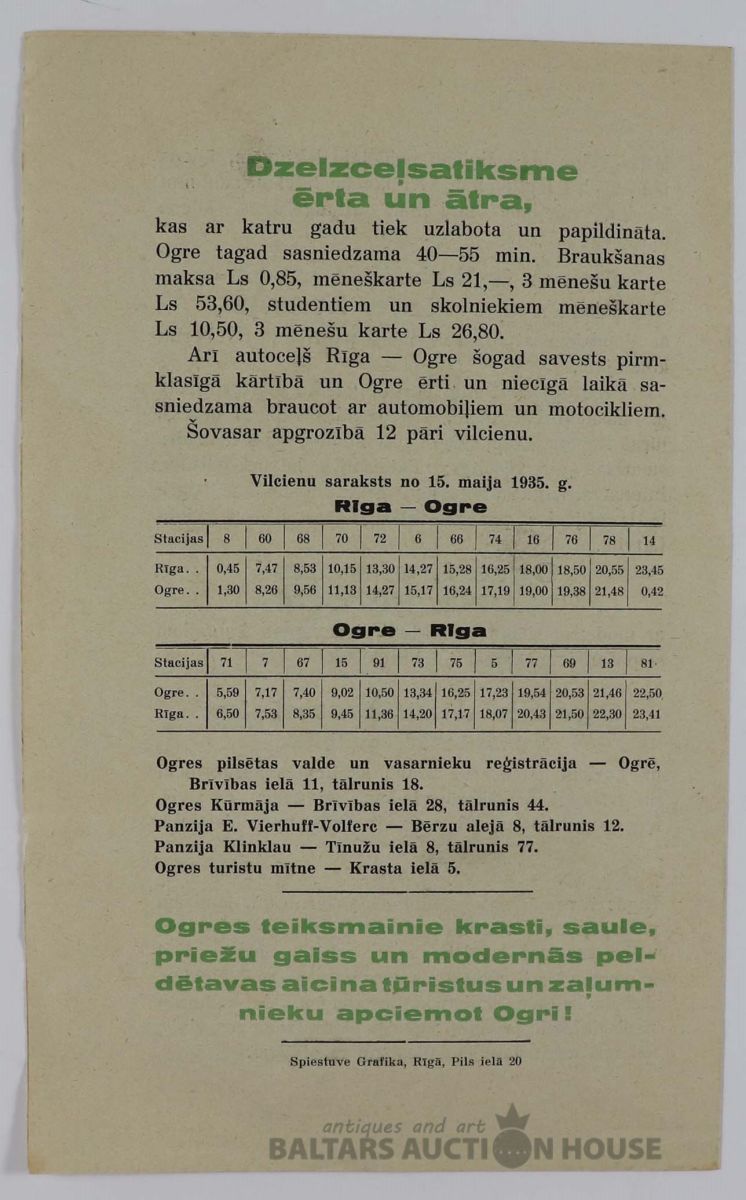 Dzelzceļsatiksme
ērta un ātra,
kas ar katru gadu tiek uzlabota un papildināta.
Ogre tagad sasniedzama 40—55 min. Braukšanas
maksa Ls 0,85, mēneškarte Ls 21,—, 3 mēnešu karte
Ls 53,60, studentiem un skolniekiem mēneškarte
Ls 10,50, 3 mēnešu karte Ls 26,80.
Arī autoceļš Rīga — Ogre šogad savests pirm-
klasīgā kārtībā un Ogre ērti un niecīgā laikā sa-
sniedzama braucot ar automobiļiem un motocikliem.
Šovasar apgrozībā 12 pāri vilcienu.
Vilcienu saraksts no 15. maija 1935. g.
Rīga — Ogre
Stacijas 8 60 68 70 72 6 66 74 16 76 78 14
Rīga. . 0,45 7,47 8,53 10,15 13,30 14,27 15,28 16,25 18,00 18,50 20,55 23,45
Ogre. . 1,30 8,26 9,56 11,13 14,27 15,17 16,24 17,19 19,00 19,38 21,48 0,42
Ogre — Rīga
Stacijas 71 7 67 15 91 73 75 5 77 69 13 81
Ogre. . 5,59 7,17 7,40 9,02 10,50 13,34 16,25 17,23 19,54 20,53 21,46 22,50
Rīga. . 6,50 7,53 8,35 9,45 11,36 14,20 17,17 18,07 20,43 21,50 22,30 23,41
Ogres pilsētas valde un vasarnieku reģistrācija — Ogrē,
Brīvības ielā 11, tālrunis 18.
Ogres Kūrmāja — Brīvības ielā 28, tālrunis 44.
Panzija E. Vierhuff-Volferc — Bērzu alejā 8, tālrunis 12.
Panzija Klinklau — Tīnužu ielā 8, tālrunis 77.
Ogres turistu mītne — Krasta ielā 5.
Ogres teiksmainie krasti, saule,
priežu gaiss un modernās pel-
dētavas aicina tūristus un zaļum-
nieku apciemot Ogri!
Spiestuve Grafika, Rīgā, Pils ielā 20
antiques and art
BALTARS AUCTION HOUSE